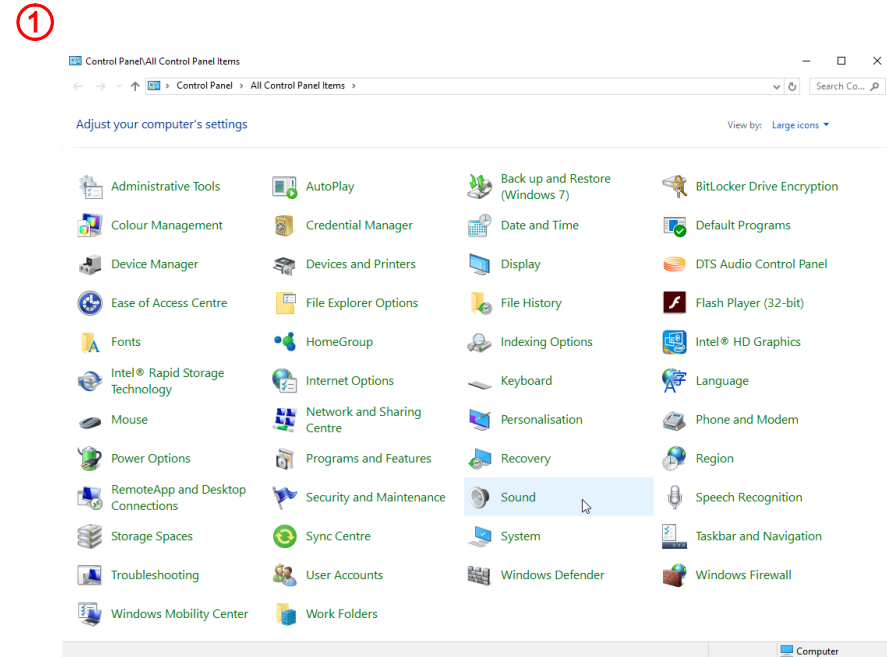 1
Control Panel\All Control Panel Items
Control Panel > All Control Panel Items >
Search Co...
Adjust your computer's settings
View by: Large icons
Administrative Tools
AutoPlay
Back up and Restore
(Windows 7)
BitLocker Drive Encryption
Colour Management
Credential Manager
Date and Time
Default Programs
Device Manager
Devices and Printers
Display
DTS Audio Control Panel
Ease of Access Centre
File Explorer Options
File History
Flash Player (32-bit)
Fonts
HomeGroup
Indexing Options
Intel® HD Graphics
Intel® Rapid Storage
Technology
Internet Options
Keyboard
Language
Mouse
Network and Sharing
Centre
Personalisation
Phone and Modem
Power Options
Programs and Features
Recovery
Region
RemoteApp and Desktop
Connections
Security and Maintenance
Sound
Speech Recognition
Storage Spaces
Sync Centre
System
Taskbar and Navigation
Troubleshooting
User Accounts
Windows Defender
Windows Firewall
Windows Mobility Center
Work Folders
Computer